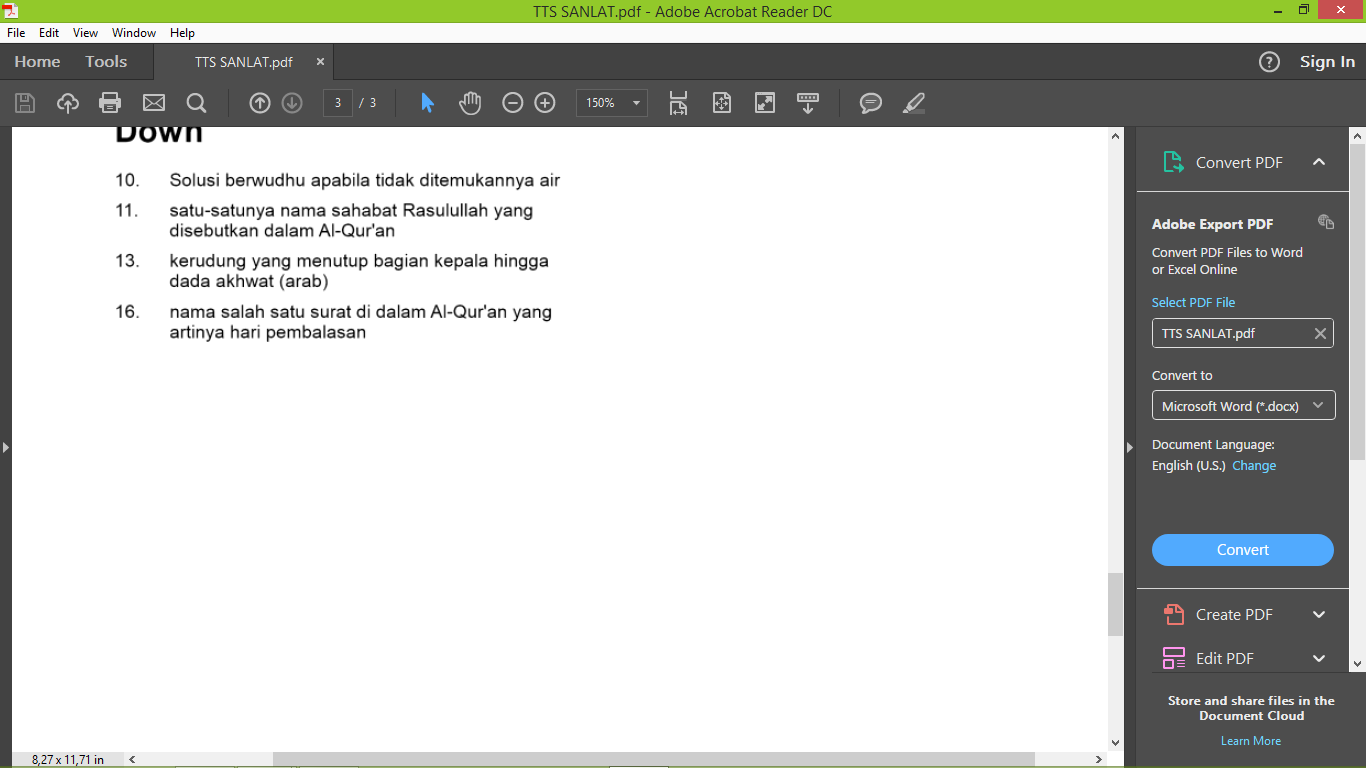 TTS SANLAT.pdf - Adobe Acrobat Reader DC
File Edit View Window Help
Home Tools TTS SANLAT.pdf × Sign In
3 / 3 150%
Down
10. Solusi berwudhu apabila tidak ditemukannya air
11. satu-satunya nama sahabat Rasulullah yang
disebutkan dalam Al-Qur'an
13. kerudung yang menutup bagian kepala hingga
dada akhwat (arab)
16. nama salah satu surat di dalam Al-Qur'an yang
artinya hari pembalasan
8,27 x 11,71 in
Convert PDF
Adobe Export PDF
Convert PDF Files to Word
or Excel Online
Select PDF File
TTS SANLAT.pdf
Convert to
Microsoft Word (*.docx)
Document Language:
English (U.S.) Change
Convert
Create PDF
Edit PDF
Store and share files in the
Document Cloud
Learn More